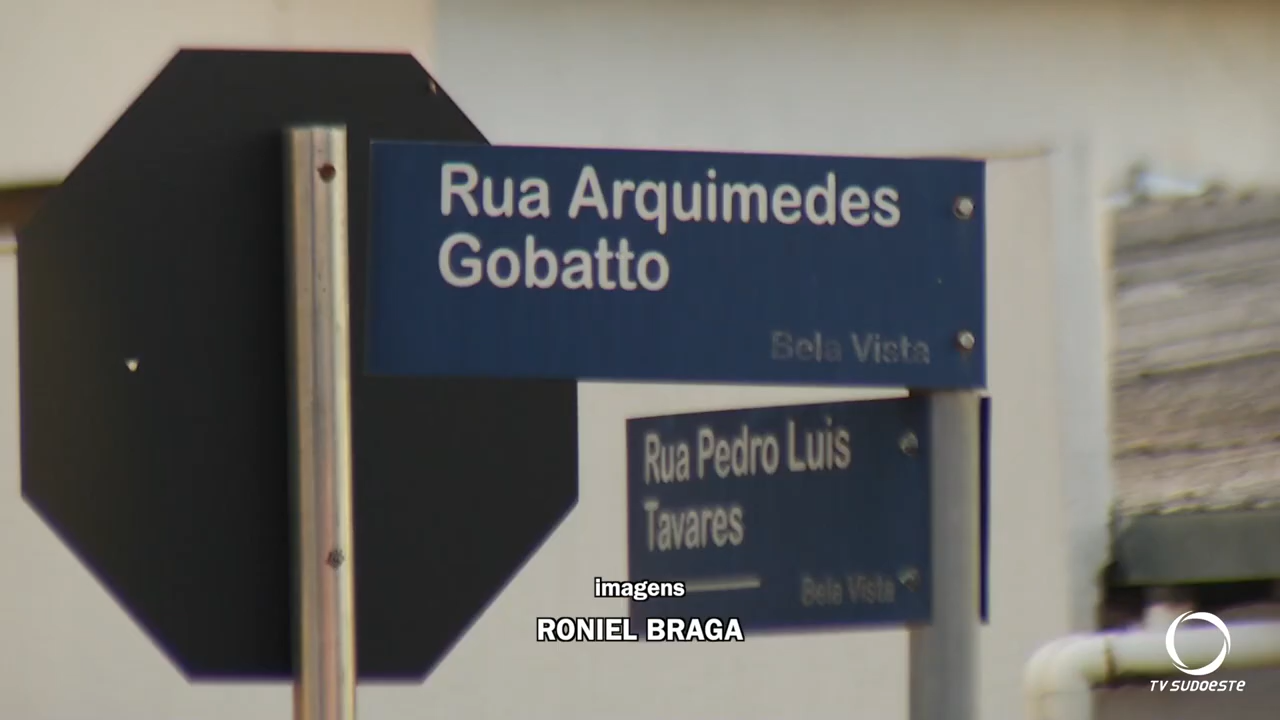 Rua Arquimedes
Gobatto
Bela Vista
Rua Pedro Luis
Tavares
Bela Vista
imagens
RONIEL BRAGA
TV SUDOESTE